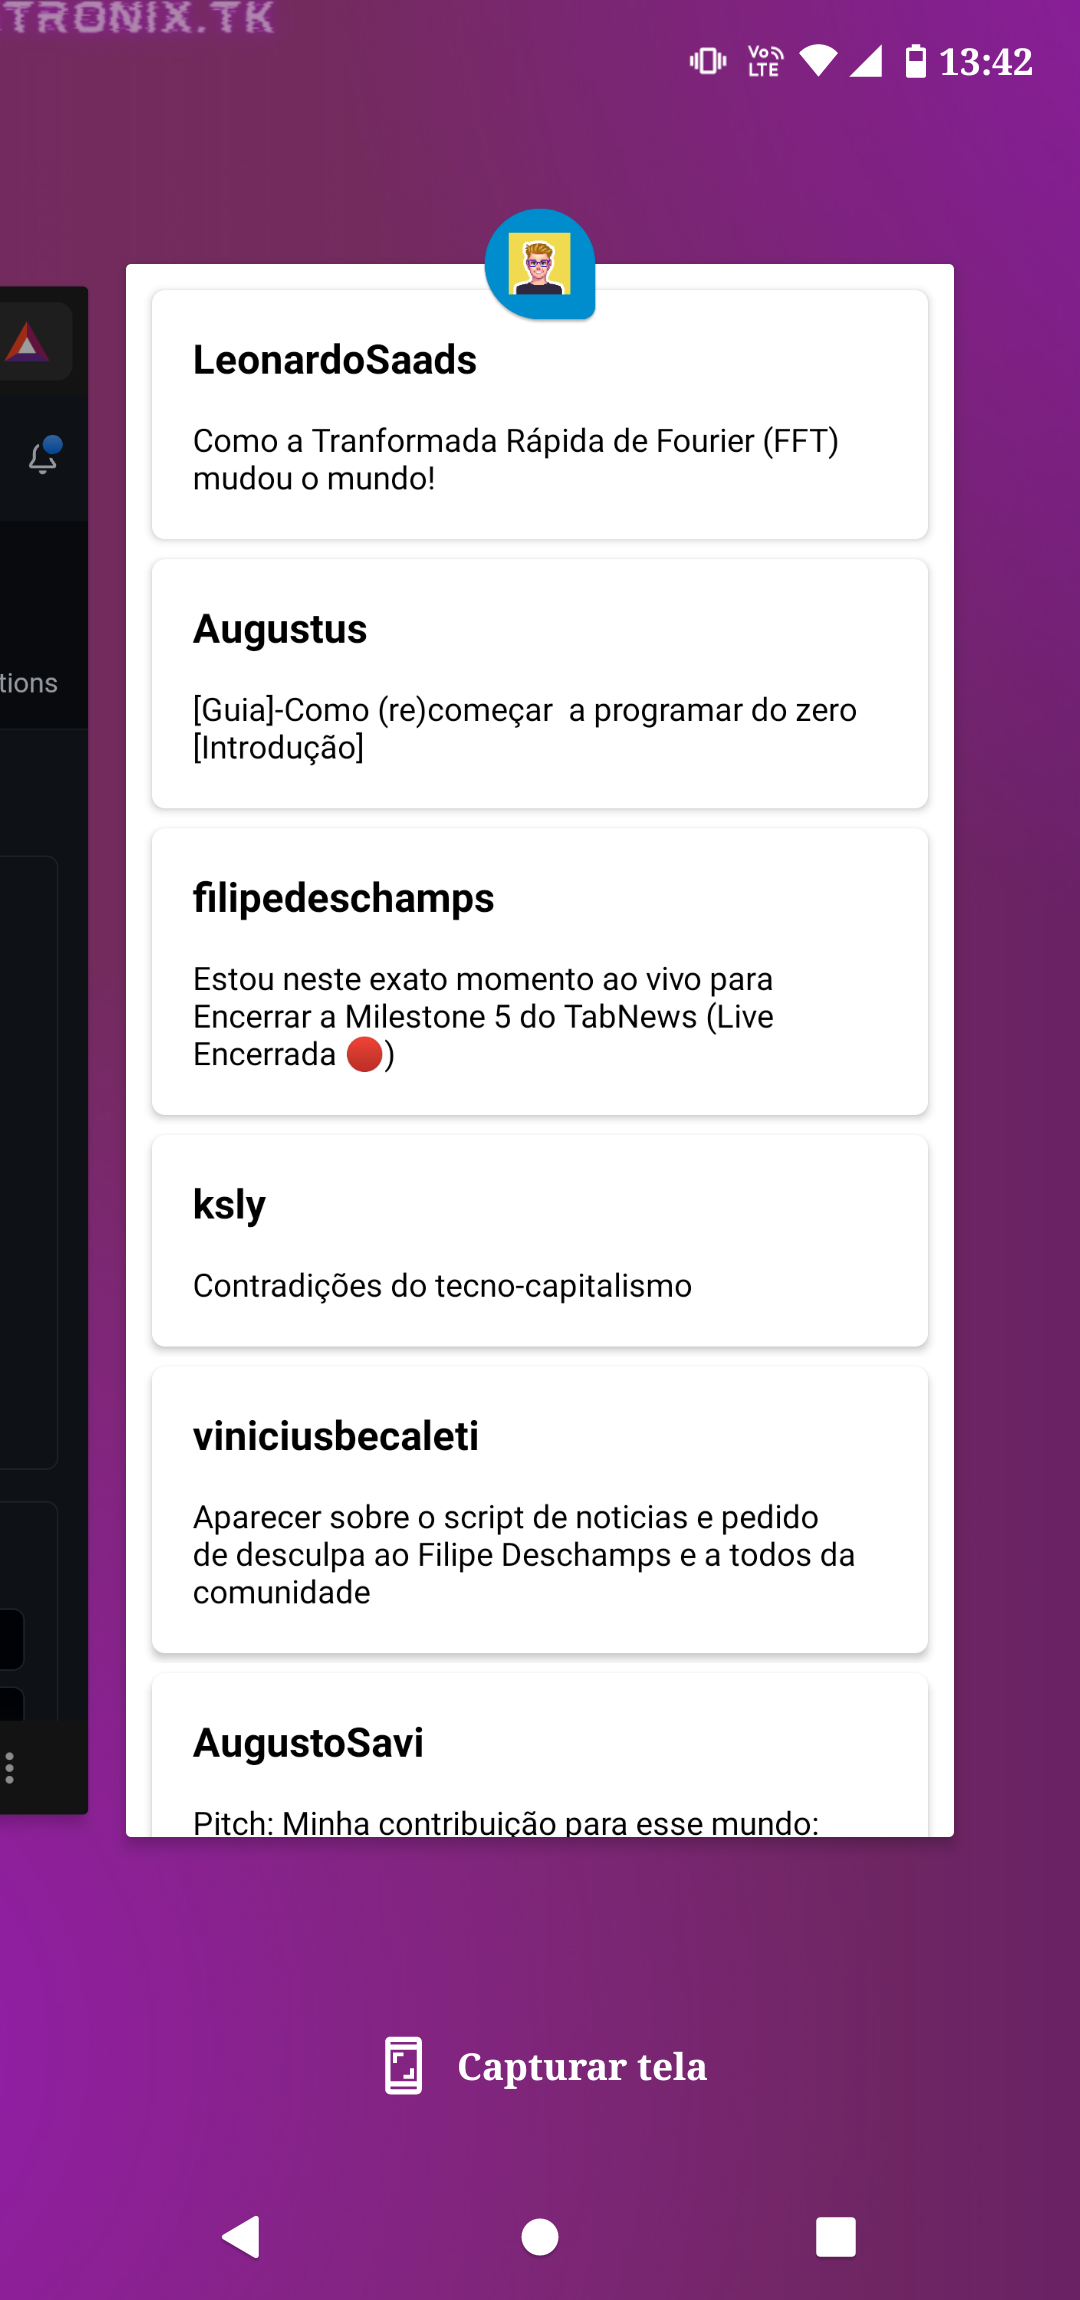 TRONIX.TK
Vo
LTE
13:42
LeonardoSaads
Como a Tranformada Rápida de Fourier (FFT)
mudou o mundo!
Augustus
[Guia]-Como (re)começar  a programar do zero
[Introdução]
filipedeschamps
Estou neste exato momento ao vivo para
Encerrar a Milestone 5 do TabNews (Live
Encerrada 🔴)
ksly
Contradições do tecno-capitalismo
viniciusbecaleti
Aparecer sobre o script de noticias e pedido
de desculpa ao Filipe Deschamps e a todos da
comunidade
AugustoSavi
Pitch: Minha contribuição para esse mundo:
tions
Capturar tela